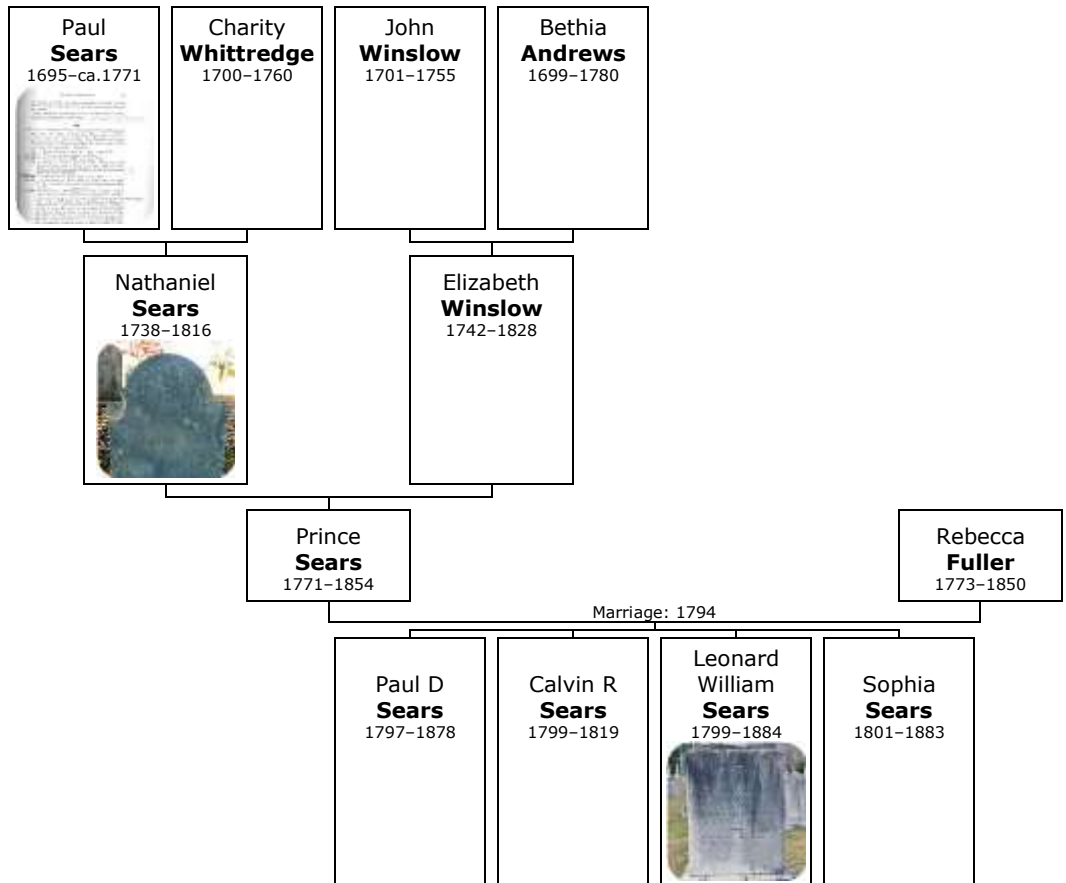 Paul
Sears
1695–ca.1771
Charity
Whittredge
1700–1760
John
Winslow
1701–1755
Bethia
Andrews
1699–1780
Nathaniel
Sears
1738–1816
Elizabeth
Winslow
1742–1828
Prince
Sears
1771–1854
Rebecca
Fuller
1773–1850
Marriage: 1794
Paul D
Sears
1797–1878
Calvin R
Sears
1799–1819
Leonard
William
Sears
1799–1884
Sophia
Sears
1801–1883